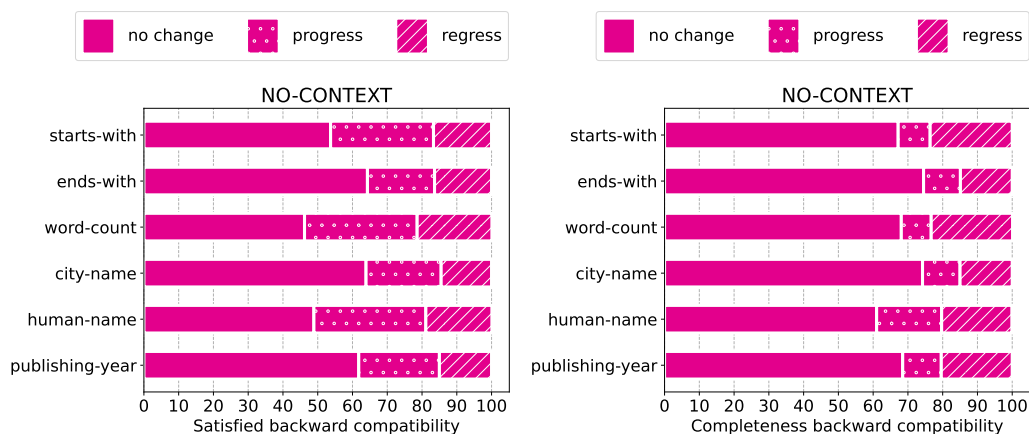 no change progress regress
NO-CONTEXT
starts-with
ends-with
word-count
city-name
human-name
publishing-year
0 10 20 30 40 50 60 70 80 90 100
Satisfied backward compatibility
no change progress regress
NO-CONTEXT
starts-with
ends-with
word-count
city-name
human-name
publishing-year
0 10 20 30 40 50 60 70 80 90 100
Completeness backward compatibility